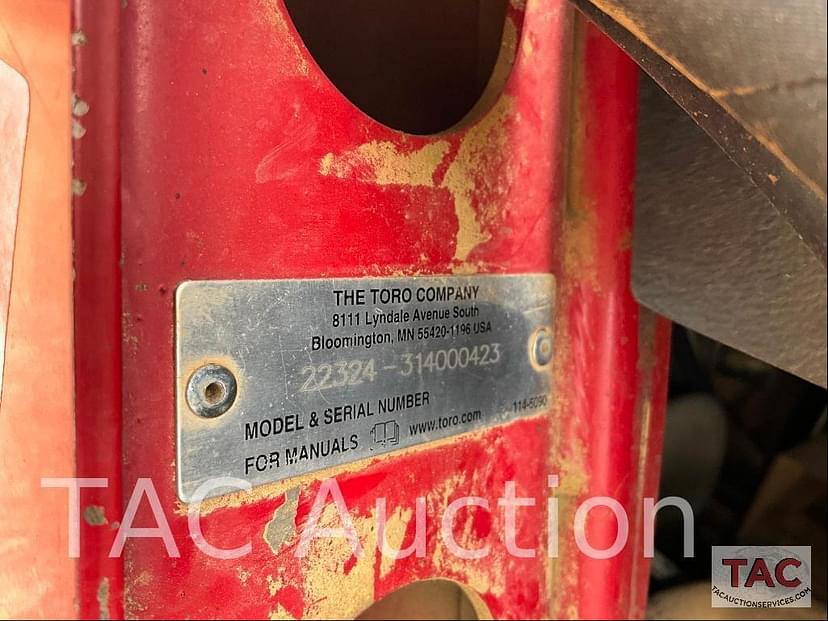 THE TORO COMPANY
8111 Lyndale Avenue South
Bloomington, MN 55420-1196 USA
22324-314000423
MODEL & SERIAL NUMBER
114-5090
FOR MANUALS www.toro.com
TAC Auction
TAC
TACAUCTIONSERVICES.COM